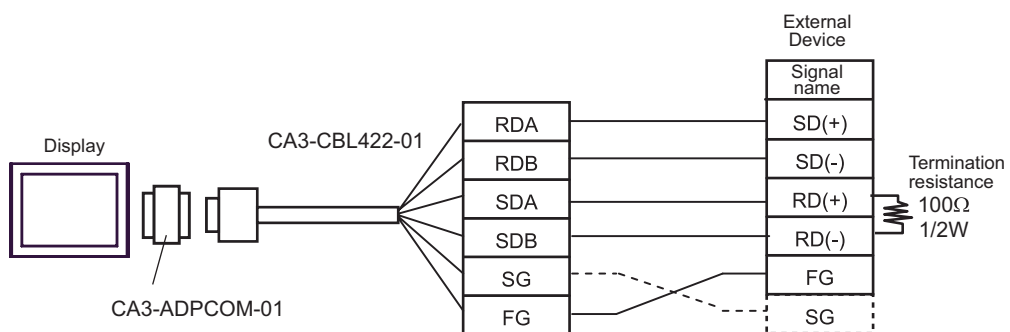 External
Device
Signal
name
Display
CA3-CBL422-01
RDA
SD(+)
RDB
SD(-)
SDA
RD(+)
SDB
RD(-)
SG
FG
FG
SG
Termination
resistance
100Ω
1/2W
CA3-ADPCOM-01